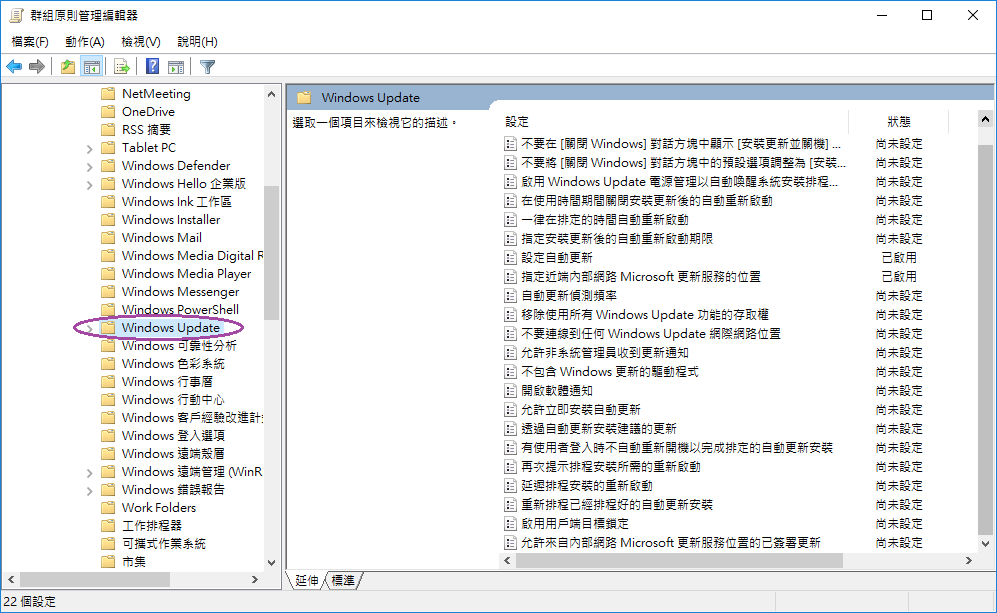 群組原則管理編輯器
檔案(F) 動作(A) 檢視(V) 說明(H)
NetMeeting
OneDrive
RSS 摘要
Tablet PC
Windows Defender
Windows Hello 企業版
Windows Ink 工作區
Windows Installer
Windows Mail
Windows Media Digital R
Windows Media Player
Windows Messenger
Windows PowerShell
Windows Update
Windows 可靠性分析
Windows 色彩系統
Windows 行事曆
Windows 行動中心
Windows 客戶經驗改進計
Windows 登入選項
Windows 遠端殼層
Windows 遠端管理 (WinR
Windows 錯誤報告
Work Folders
工作排程器
可攜式作業系統
市集
Windows Update
選取一個項目來檢視它的描述。
設定 狀態
不要在 [關閉 Windows] 對話方塊中顯示 [安裝更新並關機] ... 尚未設定
不要將 [關閉 Windows] 對話方塊中的預設選項調整為 [安裝... 尚未設定
啟用 Windows Update 電源管理以自動喚醒系統安裝排程... 尚未設定
在使用時間期間關閉安裝更新後的自動重新啟動 尚未設定
一律在排定的時間自動重新啟動 尚未設定
指定安裝更新後的自動重新啟動期限 尚未設定
設定自動更新 已啟用
指定近端內部網路 Microsoft 更新服務的位置 已啟用
自動更新偵測頻率 尚未設定
移除使用所有 Windows Update 功能的存取權 尚未設定
不要連線到任何 Windows Update 網際網路位置 尚未設定
允許非系統管理員收到更新通知 尚未設定
不包含 Windows 更新的驅動程式 尚未設定
開啟軟體通知 尚未設定
允許立即安裝自動更新 尚未設定
透過自動更新安裝建議的更新 尚未設定
有使用者登入時不自動重新開機以完成排定的自動更新安裝 尚未設定
再次提示排程安裝所需的重新啟動 尚未設定
延遲排程安裝的重新啟動 尚未設定
重新排程已經排程好的自動更新安裝 尚未設定
啟用用戶端目標鎖定 尚未設定
允許來自內部網路 Microsoft 更新服務位置的已簽署更新 尚未設定
延伸 標準
22 個設定